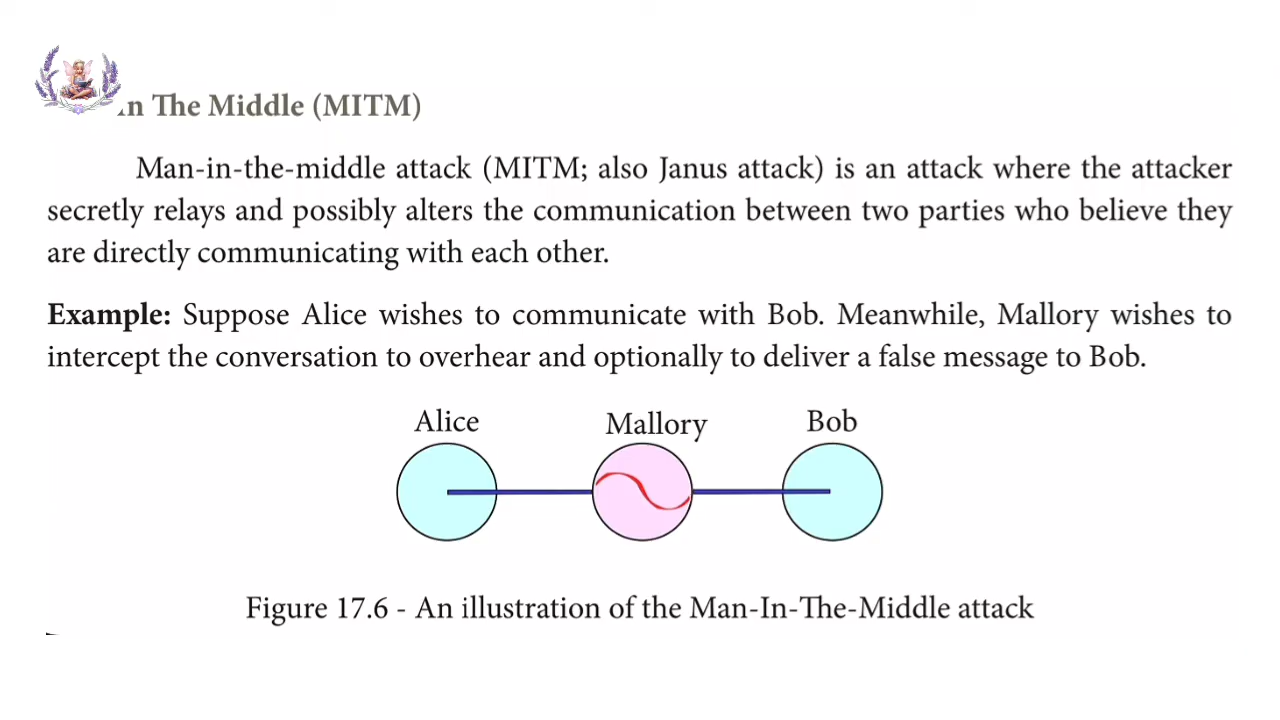 In The Middle (MITM)
Man-in-the-middle attack (MITM; also Janus attack) is an attack where the attacker
secretly relays and possibly alters the communication between two parties who believe they
are directly communicating with each other.
Example: Suppose Alice wishes to communicate with Bob. Meanwhile, Mallory wishes to
intercept the conversation to overhear and optionally to deliver a false message to Bob.
Alice Mallory Bob
Figure 17.6 - An illustration of the Man-In-The-Middle attack